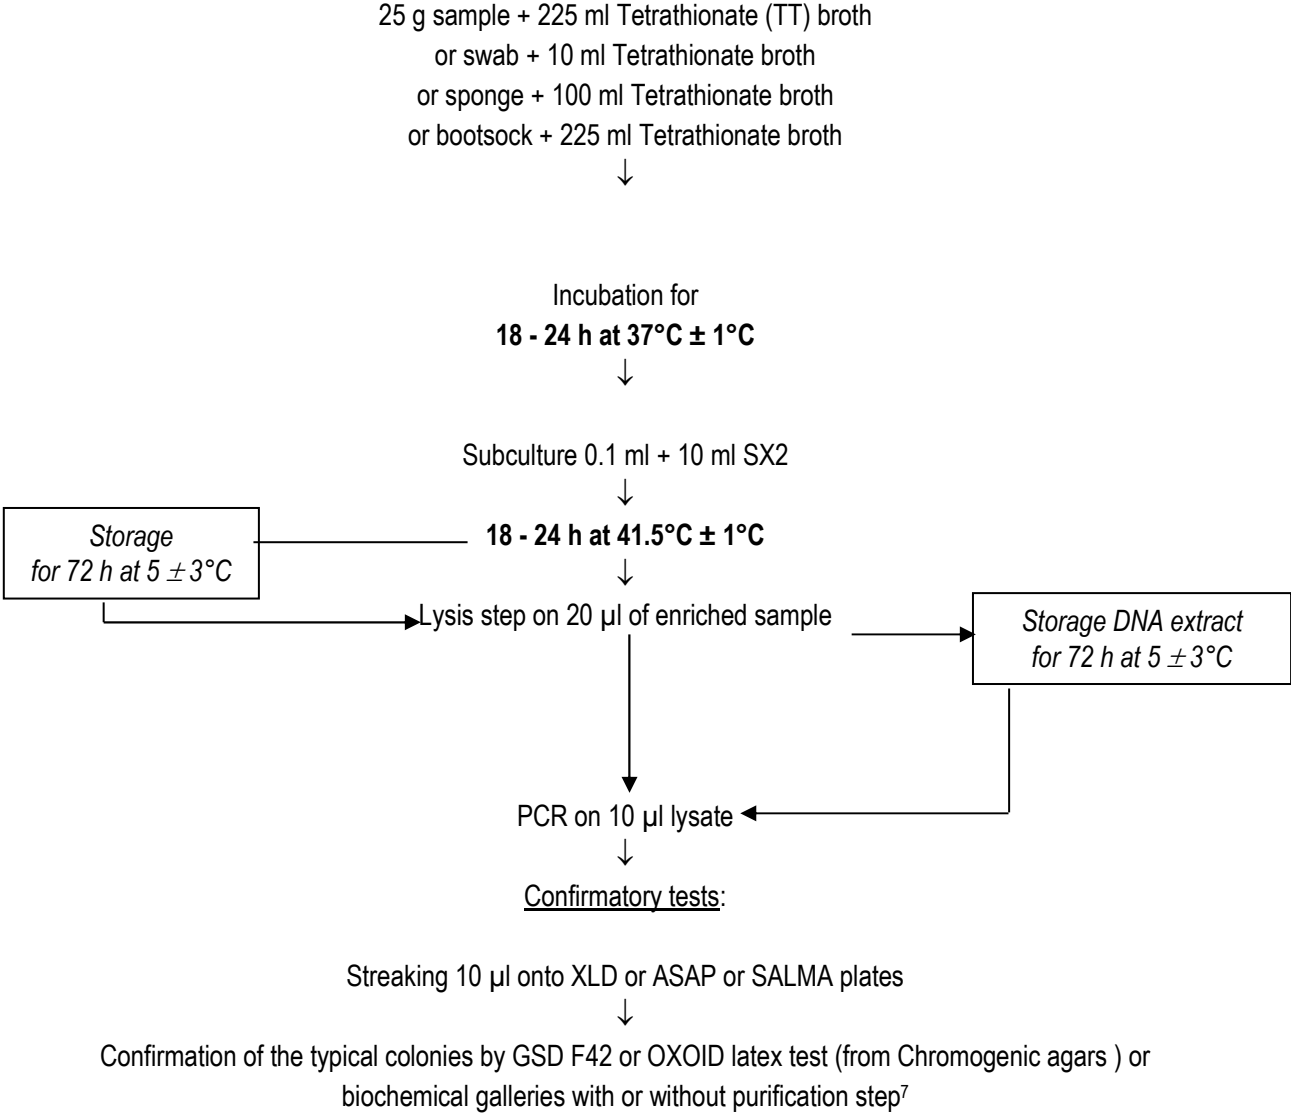 25 g sample + 225 ml Tetrathionate (TT) broth
or swab + 10 ml Tetrathionate broth
or sponge + 100 ml Tetrathionate broth
or bootsock + 225 ml Tetrathionate broth
↓
Incubation for
18 - 24 h at 37°C ± 1°C
↓
Subculture 0.1 ml + 10 ml SX2
↓
Storage
for 72 h at 5 ± 3°C
18 - 24 h at 41.5°C ± 1°C
↓
Lysis step on 20 µl of enriched sample
Storage DNA extract
for 72 h at 5 ± 3°C
PCR on 10 µl lysate
↓
Confirmatory tests:
Streaking 10 µl onto XLD or ASAP or SALMA plates
↓
Confirmation of the typical colonies by GSD F42 or OXOID latex test (from Chromogenic agars ) or
biochemical galleries with or without purification step⁷